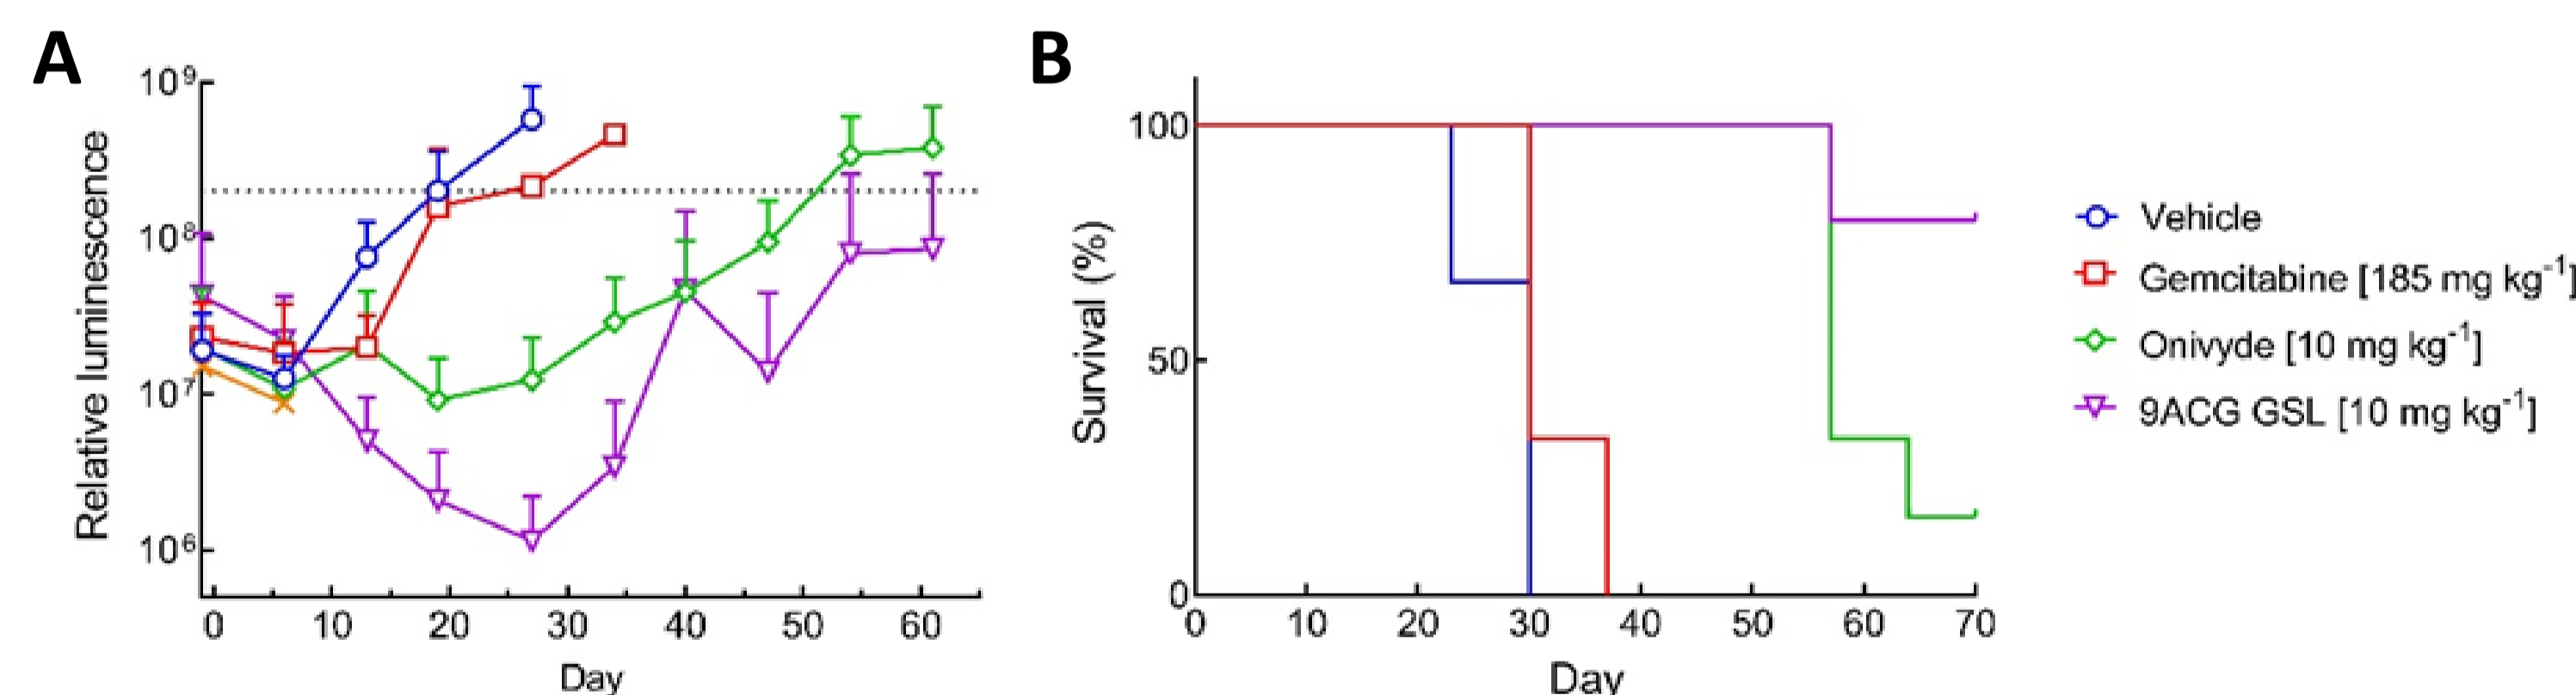 A
Relative luminescence
10⁹
10⁸
10⁷
10⁶
0 10 20 30 40 50 60
Day
B
Survival (%)
100
50
0
0 10 20 30 40 50 60 70
Day
Vehicle
Gemcitabine [185 mg kg⁻¹]
Onivyde [10 mg kg⁻¹]
9ACG GSL [10 mg kg⁻¹]